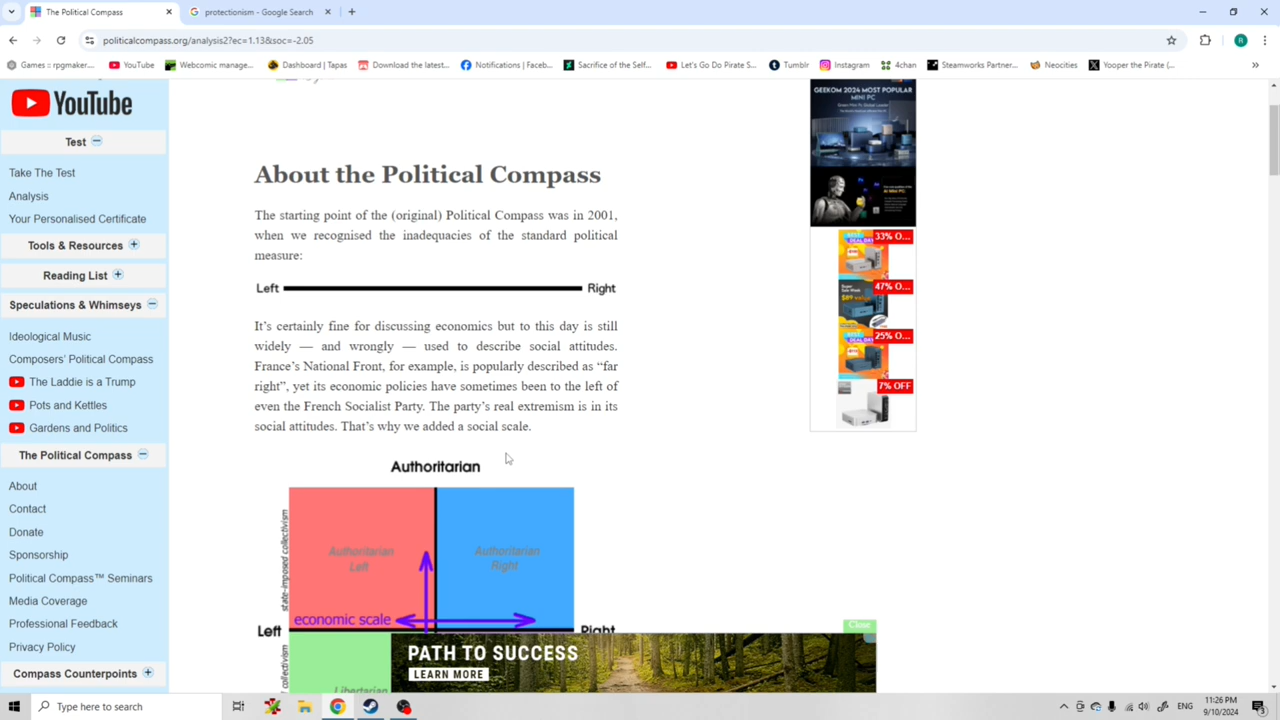 The Political Compass
protectionism - Google Search
politicalcompass.org/analysis2?ec=1.13&soc=-2.05
Games :: rpgmaker...
YouTube
Webcomic manage...
Dashboard | Tapas
Download the latest...
Notifications | Faceb...
Sacrifice of the Self...
Let's Go Do Pirate S...
Tumblr
Instagram
4chan
Steamworks Partner...
Neocities
Yooper the Pirate (...
YouTube
Test
Take The Test
Analysis
Your Personalised Certificate
Tools & Resources
Reading List
Speculations & Whimseys
Ideological Music
Composers' Political Compass
The Laddie is a Trump
Pots and Kettles
Gardens and Politics
The Political Compass
About
Contact
Donate
Sponsorship
Political Compass™ Seminars
Media Coverage
Professional Feedback
Privacy Policy
Compass Counterpoints
About the Political Compass
The starting point of the (original) Political Compass was in 2001,
when we recognised the inadequacies of the standard political
measure:
Left
Right
It's certainly fine for discussing economics but to this day is still
widely — and wrongly — used to describe social attitudes.
France's National Front, for example, is popularly described as “far
right”, yet its economic policies have sometimes been to the left of
even the French Socialist Party. The party's real extremism is in its
social attitudes. That's why we added a social scale.
Authoritarian
state-imposed collectivism
Authoritarian
Left
Authoritarian
Right
economic scale
Left
Right
collectivism
Libertarian
GEEKOM 2024 MOST POPULAR
MINI PC
33% O...
47% O...
25% O...
7% OFF
Close
PATH TO SUCCESS
LEARN MORE
Type here to search
ENG
11:26 PM
9/10/2024